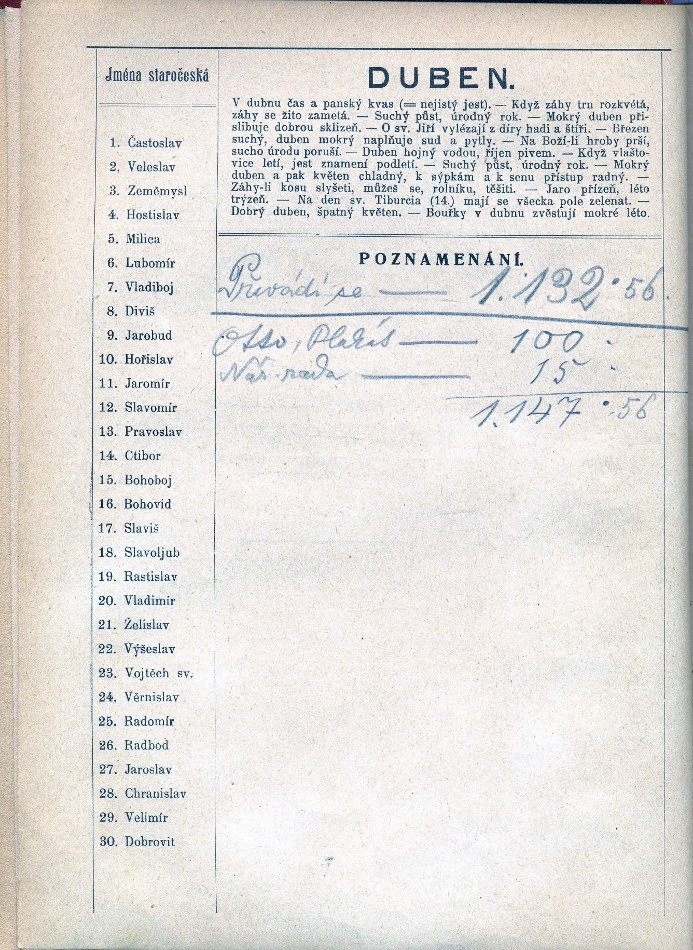 Jména staročeská
1. Častoslav
2. Veleslav
3. Zeměmysl
4. Hostislav
5. Milica
6. Lubomír
7. Vladiboj
8. Diviš
9. Jarobud
10. Hořislav
11. Jaromír
12. Slavomír
13. Pravoslav
14. Ctibor
15. Bohoboj
16. Bohovid
17. Slaviš
18. Slavoljub
19. Rastislav
20. Vladimír
21. Želislav
22. Výšeslav
23. Vojtěch sv.
24. Věrnislav
25. Radomír
26. Radbod
27. Jaroslav
28. Chranislav
29. Velimír
30. Dobrovít
DUBEN.
V dubnu čas a panský kvas (= nejistý jest). — Když záhy trn rozkvétá,
záhy se žito zametá. — Suchý půst, úrodný rok. — Mokrý duben při-
slibuje dobrou sklizeň. — O sv. Jiří vylézají z díry hadi a štíři. — Březen
suchý, duben mokrý naplňuje sud a pytly. — Na Boží-li hroby prší,
sucho úrodu poruší. — Duben hojný vodou, říjen pivem. — Když vlašto-
vice letí, jest znamení podletí. — Suchý půst, úrodný rok. — Mokrý
duben a pak květen chladný, k sýpkám a k senu přístup radný. —
Záhy-li kosu slyšeti, můžeš se, rolníku, těšiti. — Jaro přízeň, léto
trýzeň. — Na den sv. Tiburcia (14.) mají se všecka pole zelenat. —
Dobrý duben, špatný květen. — Bouřky v dubnu zvěstují mokré léto.
POZNAMENÁNÍ.
Převádí se — 1.132·56.
Otto, — 100 -
Nár. rada — 15 -
1.147·56